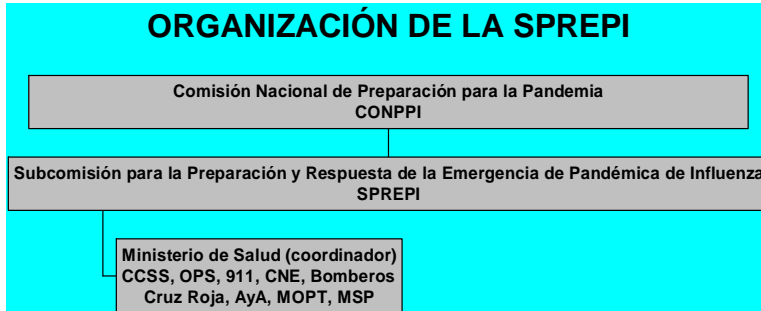 ORGANIZACIÓN DE LA SPREPI
Comisión Nacional de Preparación para la Pandemia
CONPPI
Subcomisión para la Preparación y Respuesta de la Emergencia de Pandémica de Influenza
SPREPI
Ministerio de Salud (coordinador)
CCSS, OPS, 911, CNE, Bomberos
Cruz Roja, AyA, MOPT, MSP